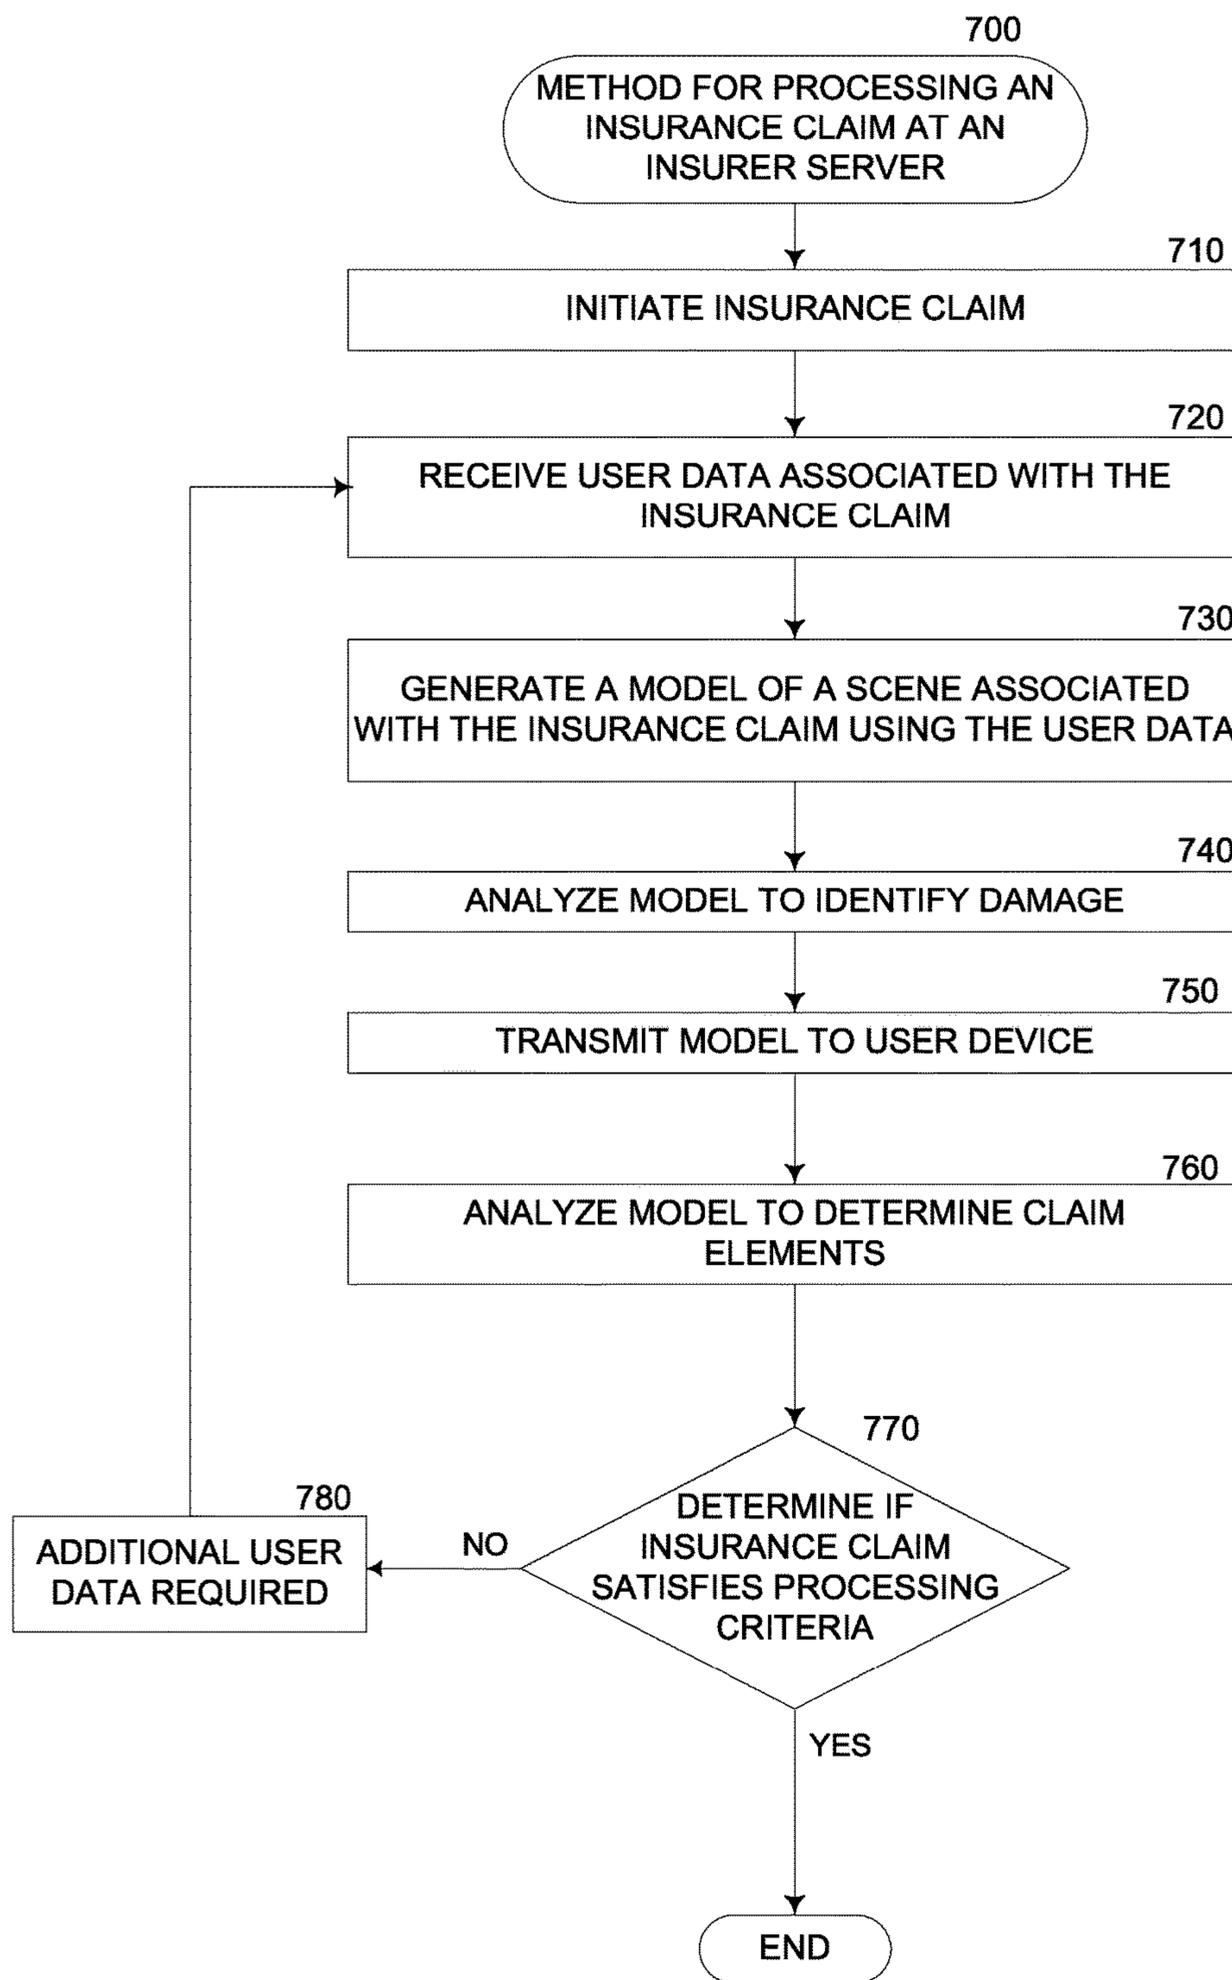 700
METHOD FOR PROCESSING AN
INSURANCE CLAIM AT AN
INSURER SERVER
710
INITIATE INSURANCE CLAIM
720
RECEIVE USER DATA ASSOCIATED WITH THE
INSURANCE CLAIM
730
GENERATE A MODEL OF A SCENE ASSOCIATED
WITH THE INSURANCE CLAIM USING THE USER DATA
740
ANALYZE MODEL TO IDENTIFY DAMAGE
750
TRANSMIT MODEL TO USER DEVICE
760
ANALYZE MODEL TO DETERMINE CLAIM
ELEMENTS
770
DETERMINE IF
INSURANCE CLAIM
SATISFIES PROCESSING
CRITERIA
NO
780
ADDITIONAL USER
DATA REQUIRED
YES
END